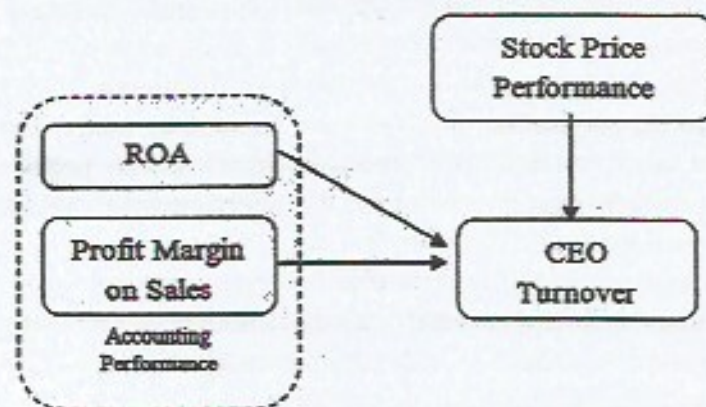 Stock Price
Performance
ROA
Profit Margin
on Sales
Accounting
Performance
CEO
Turnover